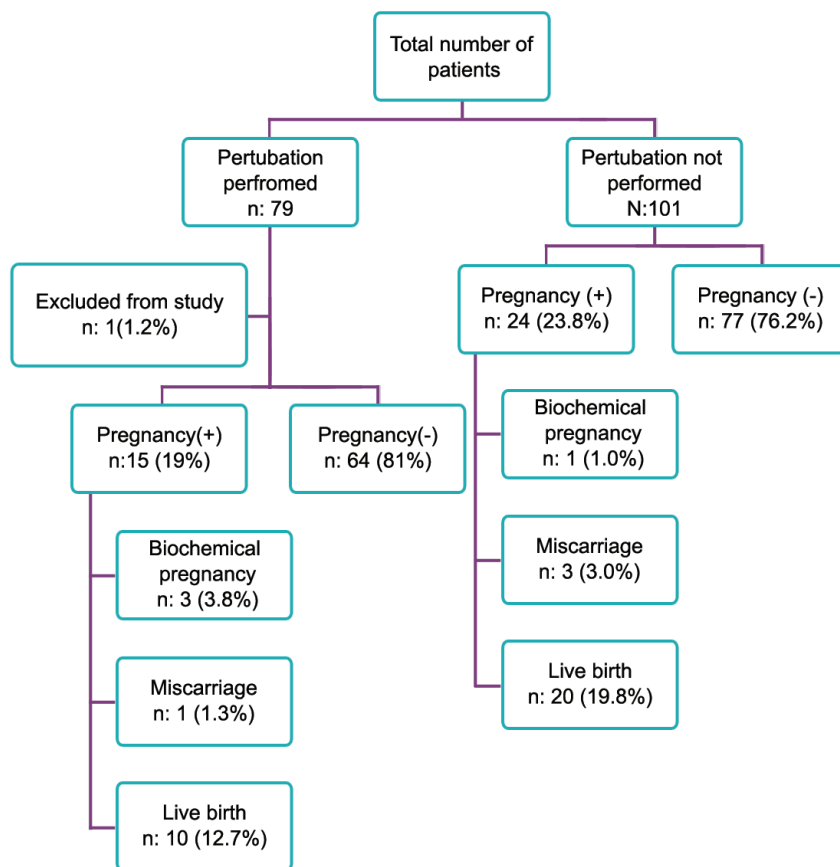 Total number of
patients
Pertubation
perfromed
n: 79
Pertubation not
performed
N:101
Excluded from study
n: 1(1.2%)
Pregnancy (+)
n: 24 (23.8%)
Pregnancy (-)
n: 77 (76.2%)
Pregnancy(+)
n:15 (19%)
Pregnancy(-)
n: 64 (81%)
Biochemical
pregnancy
n: 1 (1.0%)
Biochemical
pregnancy
n: 3 (3.8%)
Miscarriage
n: 3 (3.0%)
Miscarriage
n: 1 (1.3%)
Live birth
n: 20 (19.8%)
Live birth
n: 10 (12.7%)